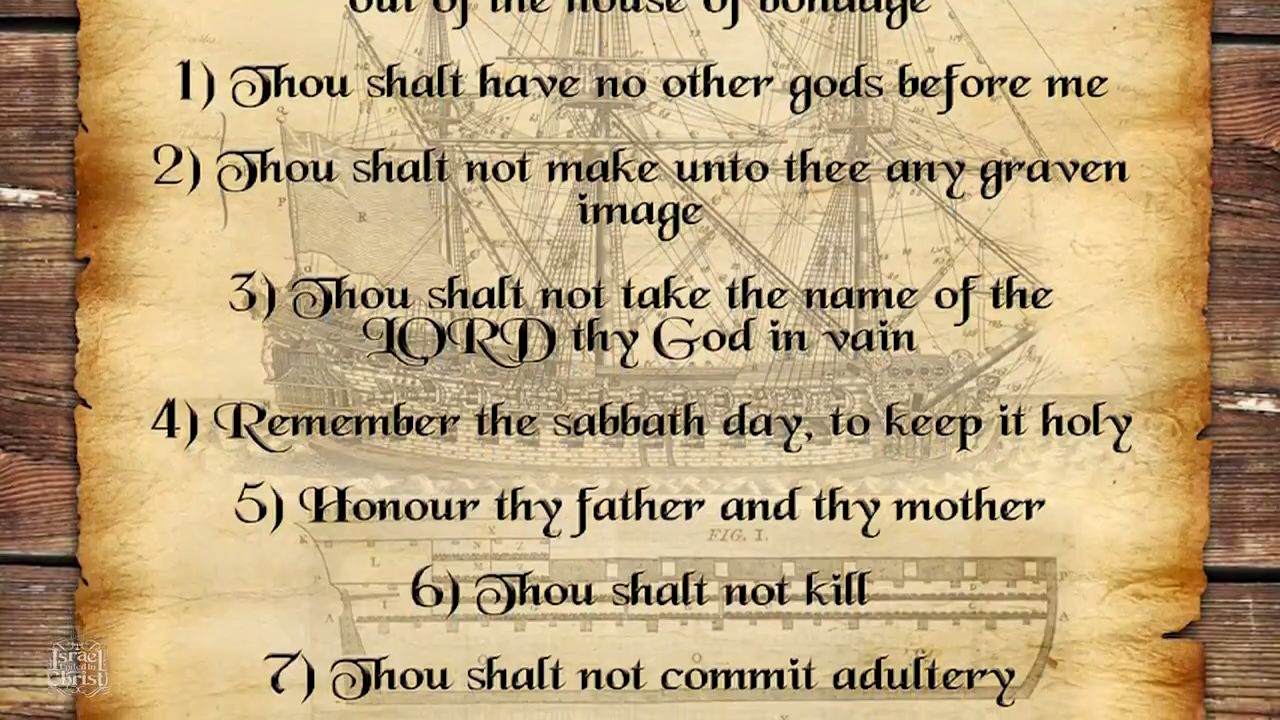 out of the house of bondage
1) Thou shalt have no other gods before me
2) Thou shalt not make unto thee any graven
image
3) Thou shalt not take the name of the
LORD thy God in vain
4) Remember the sabbath day, to keep it holy
5) Honour thy father and thy mother
FIG. I.
6) Thou shalt not kill
7) Thou shalt not commit adultery
Israel
United In
Christ